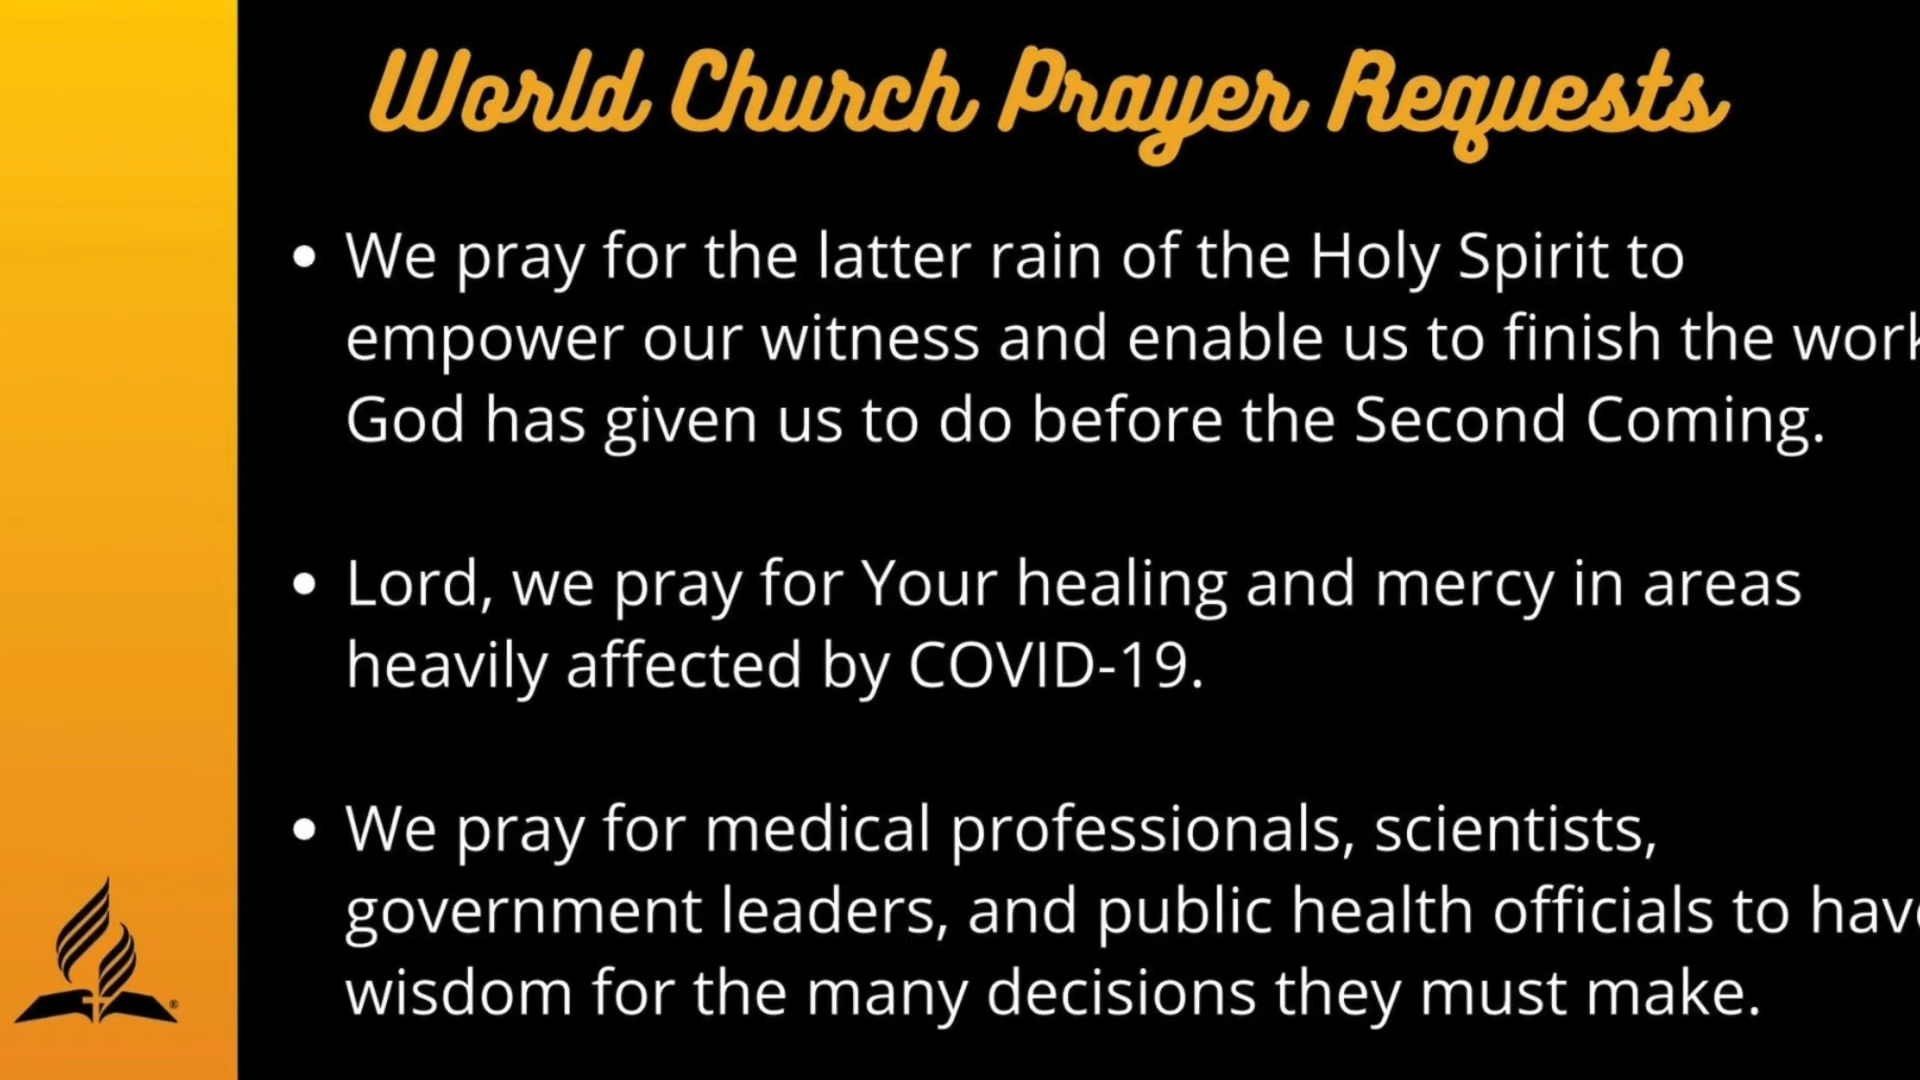 World Church Prayer Requests
• We pray for the latter rain of the Holy Spirit to
empower our witness and enable us to finish the work
God has given us to do before the Second Coming.
• Lord, we pray for Your healing and mercy in areas
heavily affected by COVID-19.
• We pray for medical professionals, scientists,
government leaders, and public health officials to have
wisdom for the many decisions they must make.
®